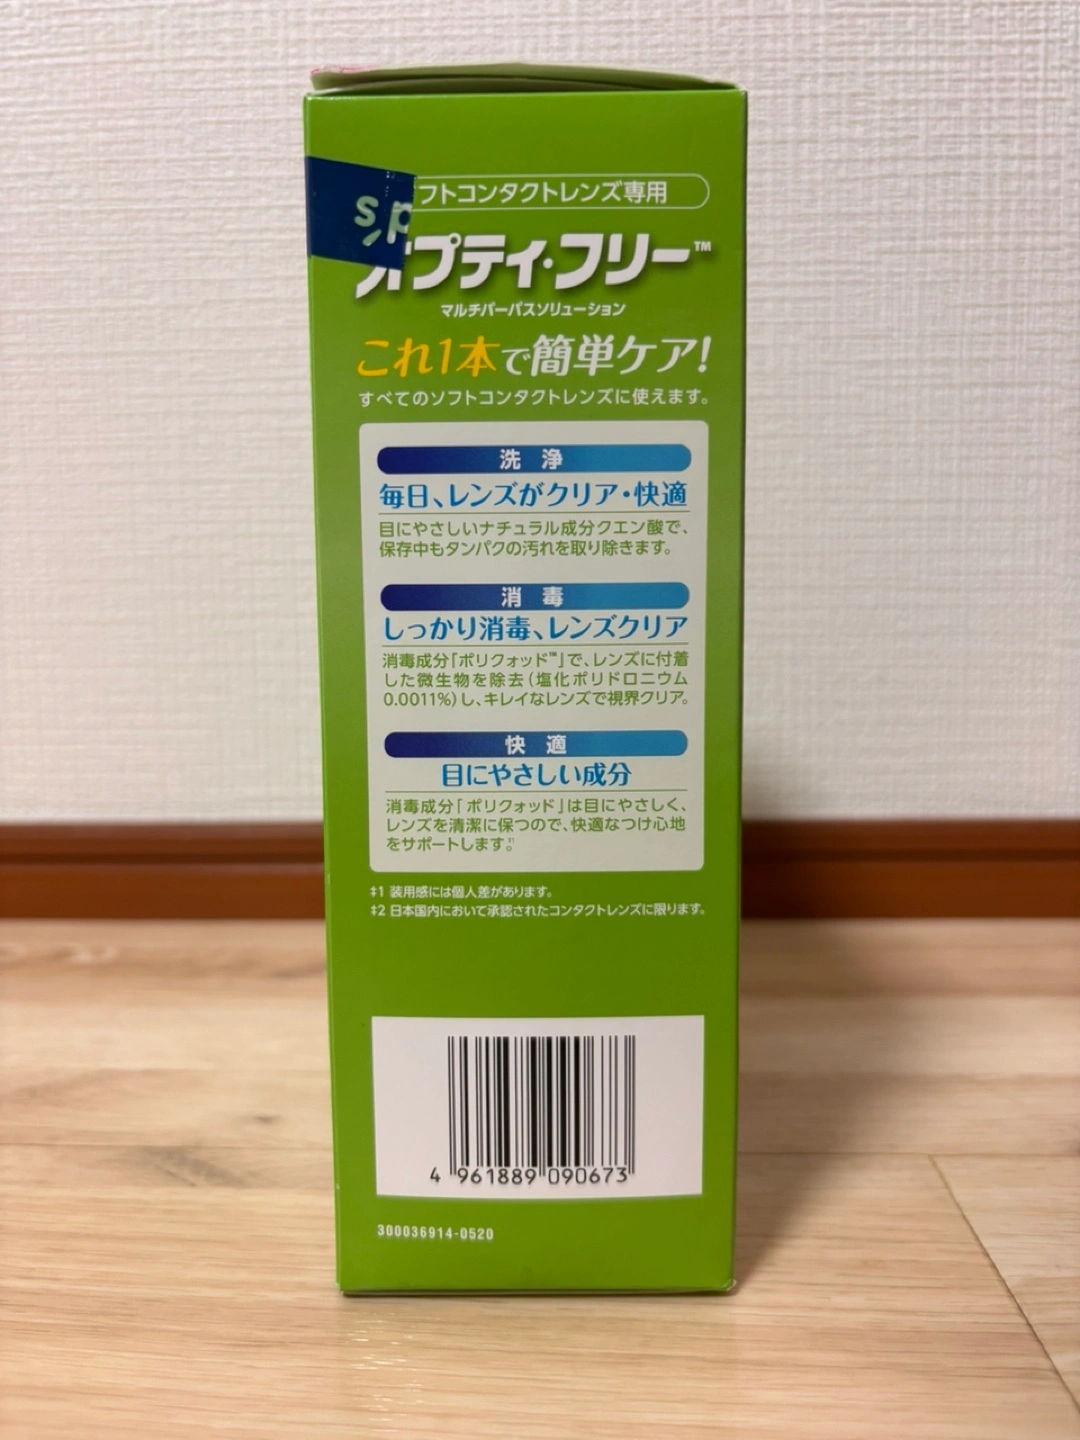 s,p
フトコンタクトレンズ専用
オプティ・フリー™
マルチパーパスソリューション
これ1本で簡単ケア!
すべてのソフトコンタクトレンズに使えます。
洗浄
毎日、レンズがクリア・快適
目にやさしいナチュラル成分クエン酸で、
保存中もタンパクの汚れを取り除きます。
消毒
しっかり消毒、レンズクリア
消毒成分「ポリクォッド™」で、レンズに付着
した微生物を除去(塩化ポリドロニウム
0.0011%)し、キレイなレンズで視界クリア。
快適
目にやさしい成分
消毒成分「ポリクォッド」は目にやさしく、
レンズを清潔に保つので、快適なつけ心地
をサポートします。
‡1 装用感には個人差があります。
‡2 日本国内において承認されたコンタクトレンズに限ります。
4 961889 090673
300036914-0520